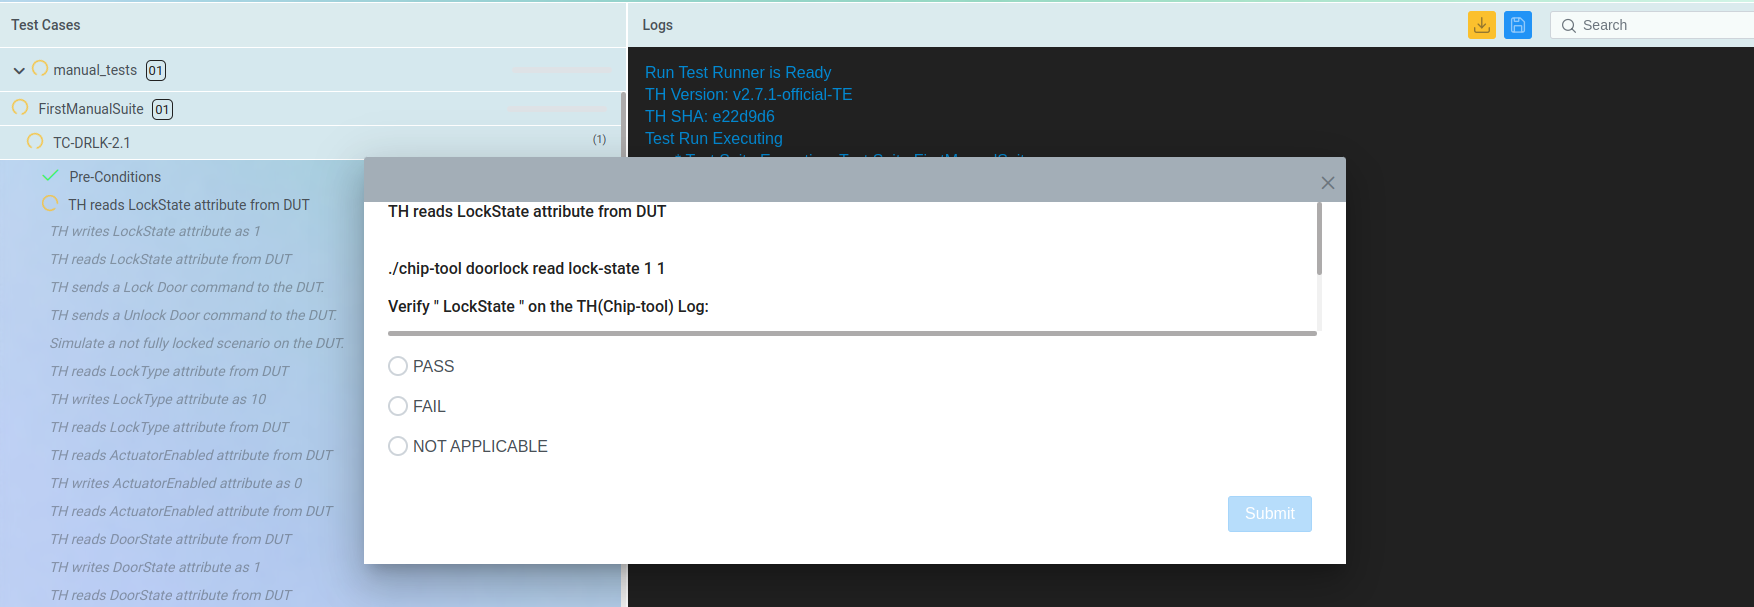 Test Cases
manual_tests 01
FirstManualSuite 01
TC-DRLK-2.1 (1)
Pre-Conditions
TH reads LockState attribute from DUT
TH writes LockState attribute as 1
TH reads LockState attribute from DUT
TH sends a Lock Door command to the DUT.
TH sends a Unlock Door command to the DUT.
Simulate a not fully locked scenario on the DUT.
TH reads LockType attribute from DUT
TH writes LockType attribute as 10
TH reads LockType attribute from DUT
TH reads ActuatorEnabled attribute from DUT
TH writes ActuatorEnabled attribute as 0
TH reads ActuatorEnabled attribute from DUT
TH reads DoorState attribute from DUT
TH writes DoorState attribute as 1
TH reads DoorState attribute from DUT
Logs
Search
Run Test Runner is Ready
TH Version: v2.7.1-official-TE
TH SHA: e22d9d6
Test Run Executing
TH reads LockState attribute from DUT
./chip-tool doorlock read lock-state 1 1
Verify " LockState " on the TH(Chip-tool) Log:
PASS
FAIL
NOT APPLICABLE
Submit